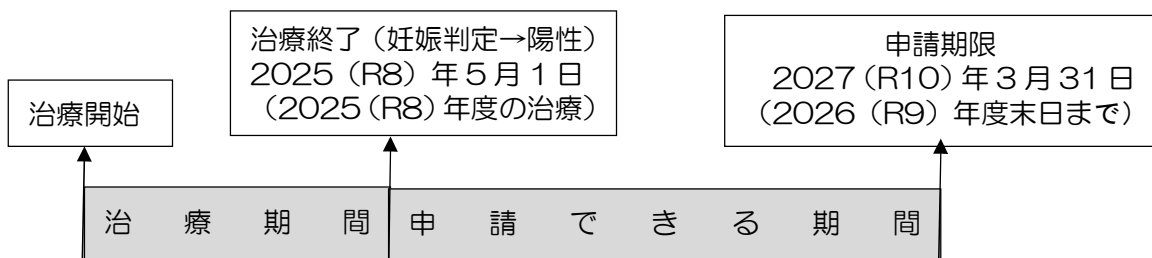 治療開始
治療終了（妊娠判定→陽性）
2025（R8）年５月１日
（2025（R8）年度の治療）
申請期限
2027（R10）年３月31日
（2026（R9）年度末日まで）
治療期間
申請できる期間